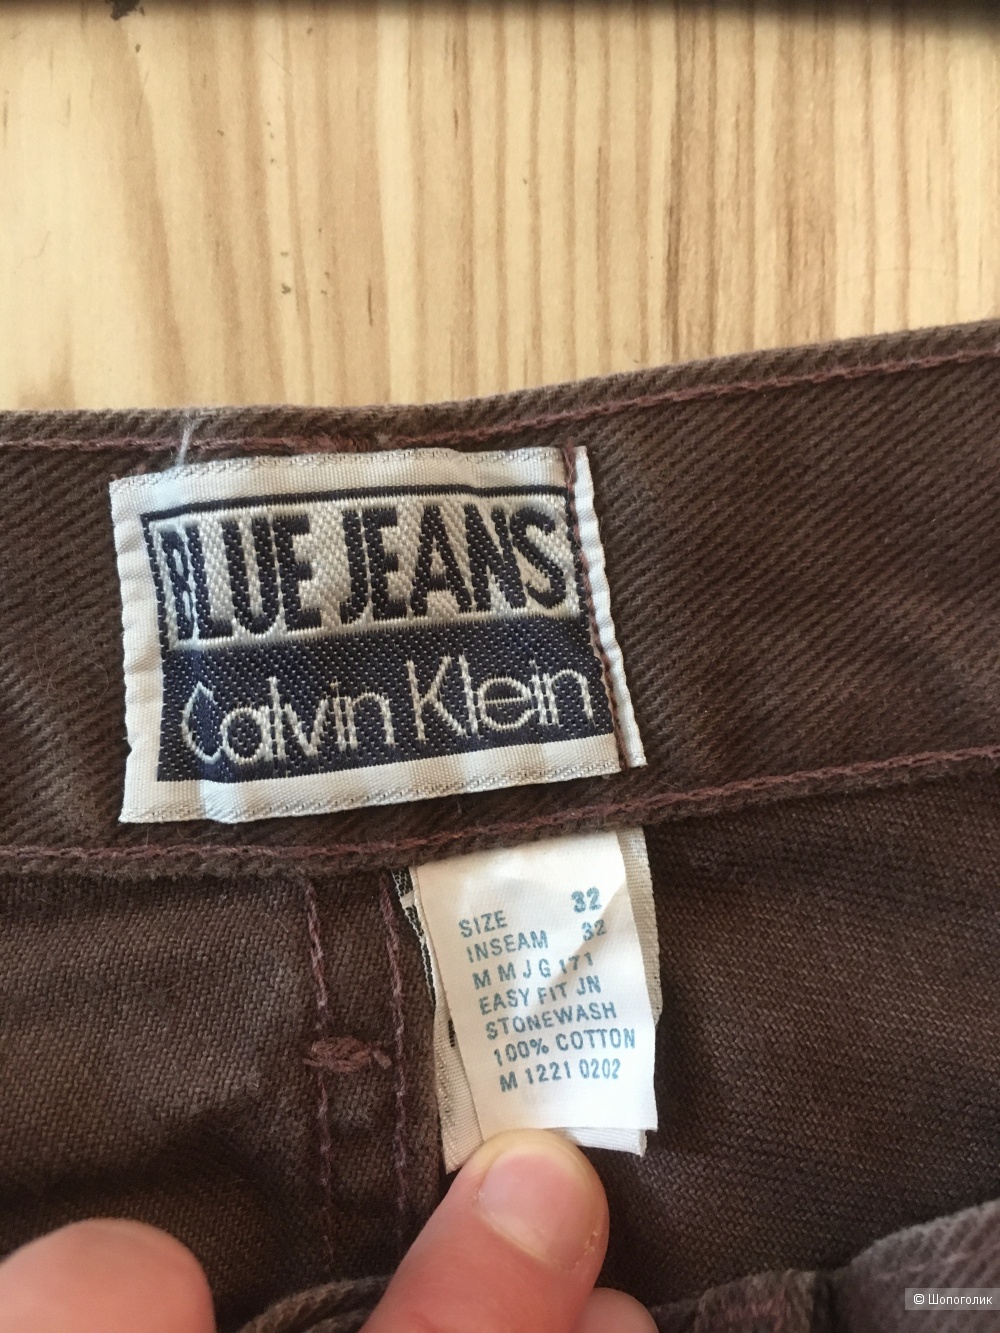 BLUE JEANS
Calvin Klein
SIZE 32
INSEAM 32
M M J G 171
EASY FIT JN
STONEWASH
100% COTTON
M 1221 0202
© Шопоголик